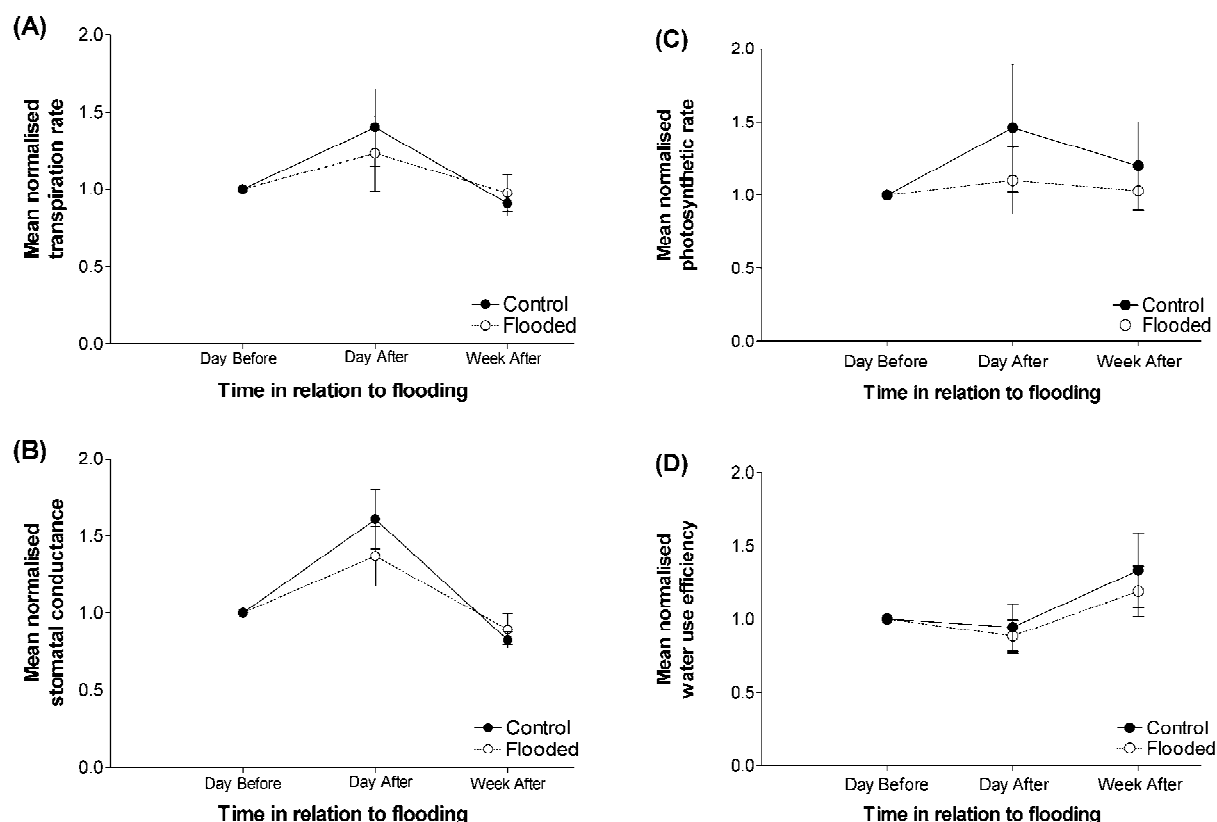 (A)
Mean normalised
transpiration rate
2.0
1.5
1.0
0.5
0.0
Control
Flooded
Day Before
Day After
Week After
Time in relation to flooding
(C)
Mean normalised
photosynthetic rate
2.0
1.5
1.0
0.5
0.0
Control
Flooded
Day Before
Day After
Week After
Time in relation to flooding
(B)
Mean normalised
stomatal conductance
2.0
1.5
1.0
0.5
0.0
Control
Flooded
Day Before
Day After
Week After
Time in relation to flooding
(D)
Mean normalised
water use efficiency
2.0
1.5
1.0
0.5
0.0
Control
Flooded
Day Before
Day After
Week After
Time in relation to flooding